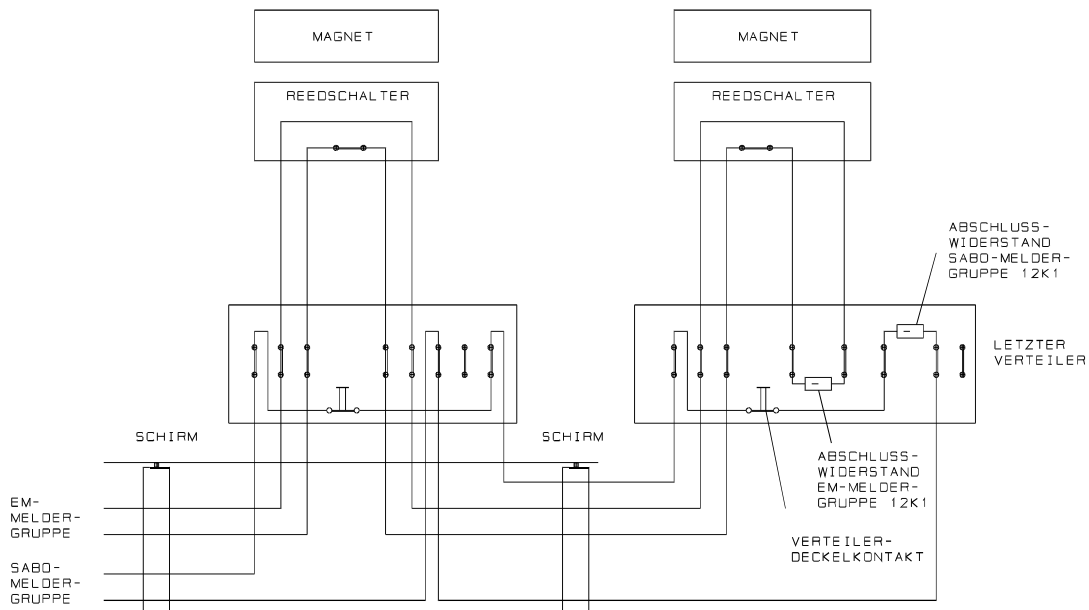 MAGNET
MAGNET
REEDSCHALTER
REEDSCHALTER
ABSCHLUSS-
WIDERSTAND
SABO-MELDER-
GRUPPE 12K1
LETZTER
VERTEILER
SCHIRM
SCHIRM
ABSCHLUSS-
WIDERSTAND
EM-MELDER-
GRUPPE 12K1
EM-
MELDER-
GRUPPE
VERTEILER-
DECKELKONTAKT
SABO-
MELDER-
GRUPPE